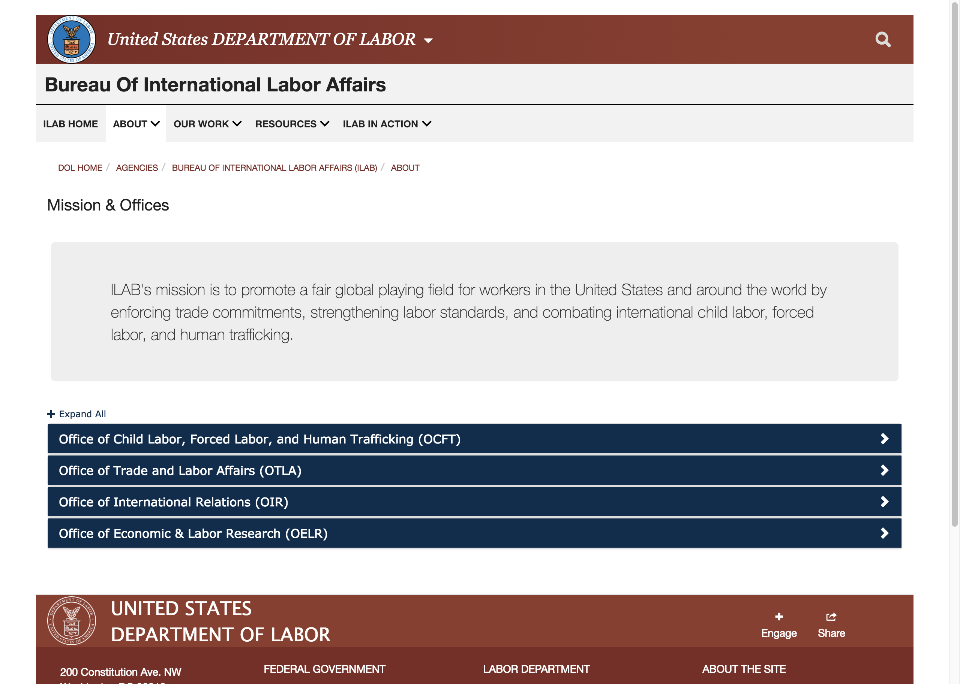 United States DEPARTMENT OF LABOR
Bureau Of International Labor Affairs
ILAB HOME ABOUT OUR WORK RESOURCES ILAB IN ACTION
DOL HOME / AGENCIES / BUREAU OF INTERNATIONAL LABOR AFFAIRS (ILAB) / ABOUT
Mission & Offices
ILAB's mission is to promote a fair global playing field for workers in the United States and around the world by
enforcing trade commitments, strengthening labor standards, and combating international child labor, forced
labor, and human trafficking.
+ Expand All
Office of Child Labor, Forced Labor, and Human Trafficking (OCFT)
Office of Trade and Labor Affairs (OTLA)
Office of International Relations (OIR)
Office of Economic & Labor Research (OELR)
UNITED STATES
DEPARTMENT OF LABOR
Engage Share
200 Constitution Ave. NW FEDERAL GOVERNMENT LABOR DEPARTMENT ABOUT THE SITE